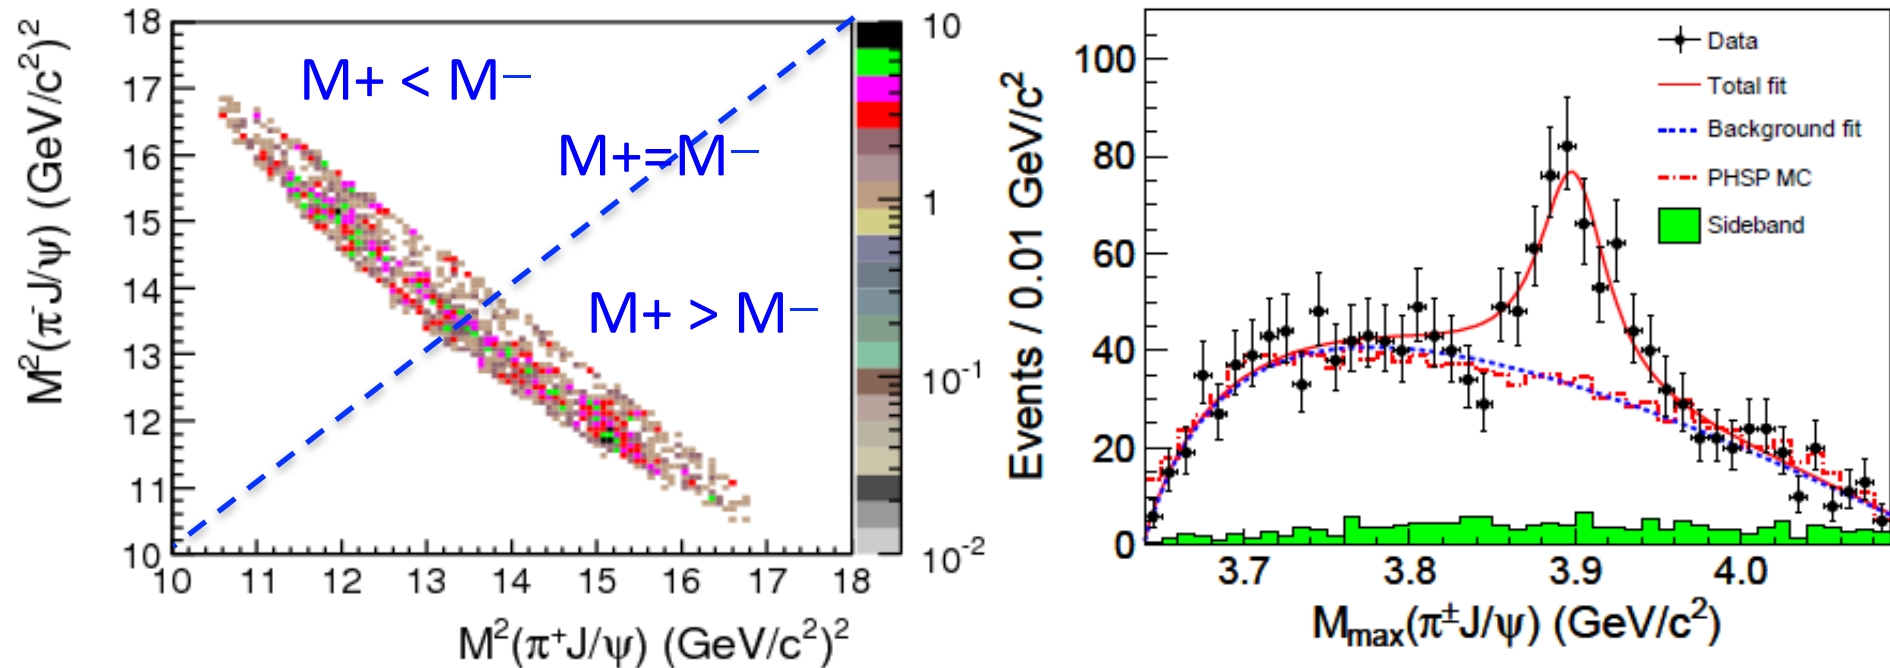 M²(π⁻J/ψ) (GeV/c²)²
18
17
16
15
14
13
12
11
10
M+ < M−
M+=M−
M+ > M−
10 11 12 13 14 15 16 17 18
M²(π⁺J/ψ) (GeV/c²)²
10
1
10⁻¹
10⁻²
Events / 0.01 GeV/c²
100
80
60
40
20
0
Data
Total fit
Background fit
PHSP MC
Sideband
3.7 3.8 3.9 4.0
Mmax(π±J/ψ) (GeV/c²)